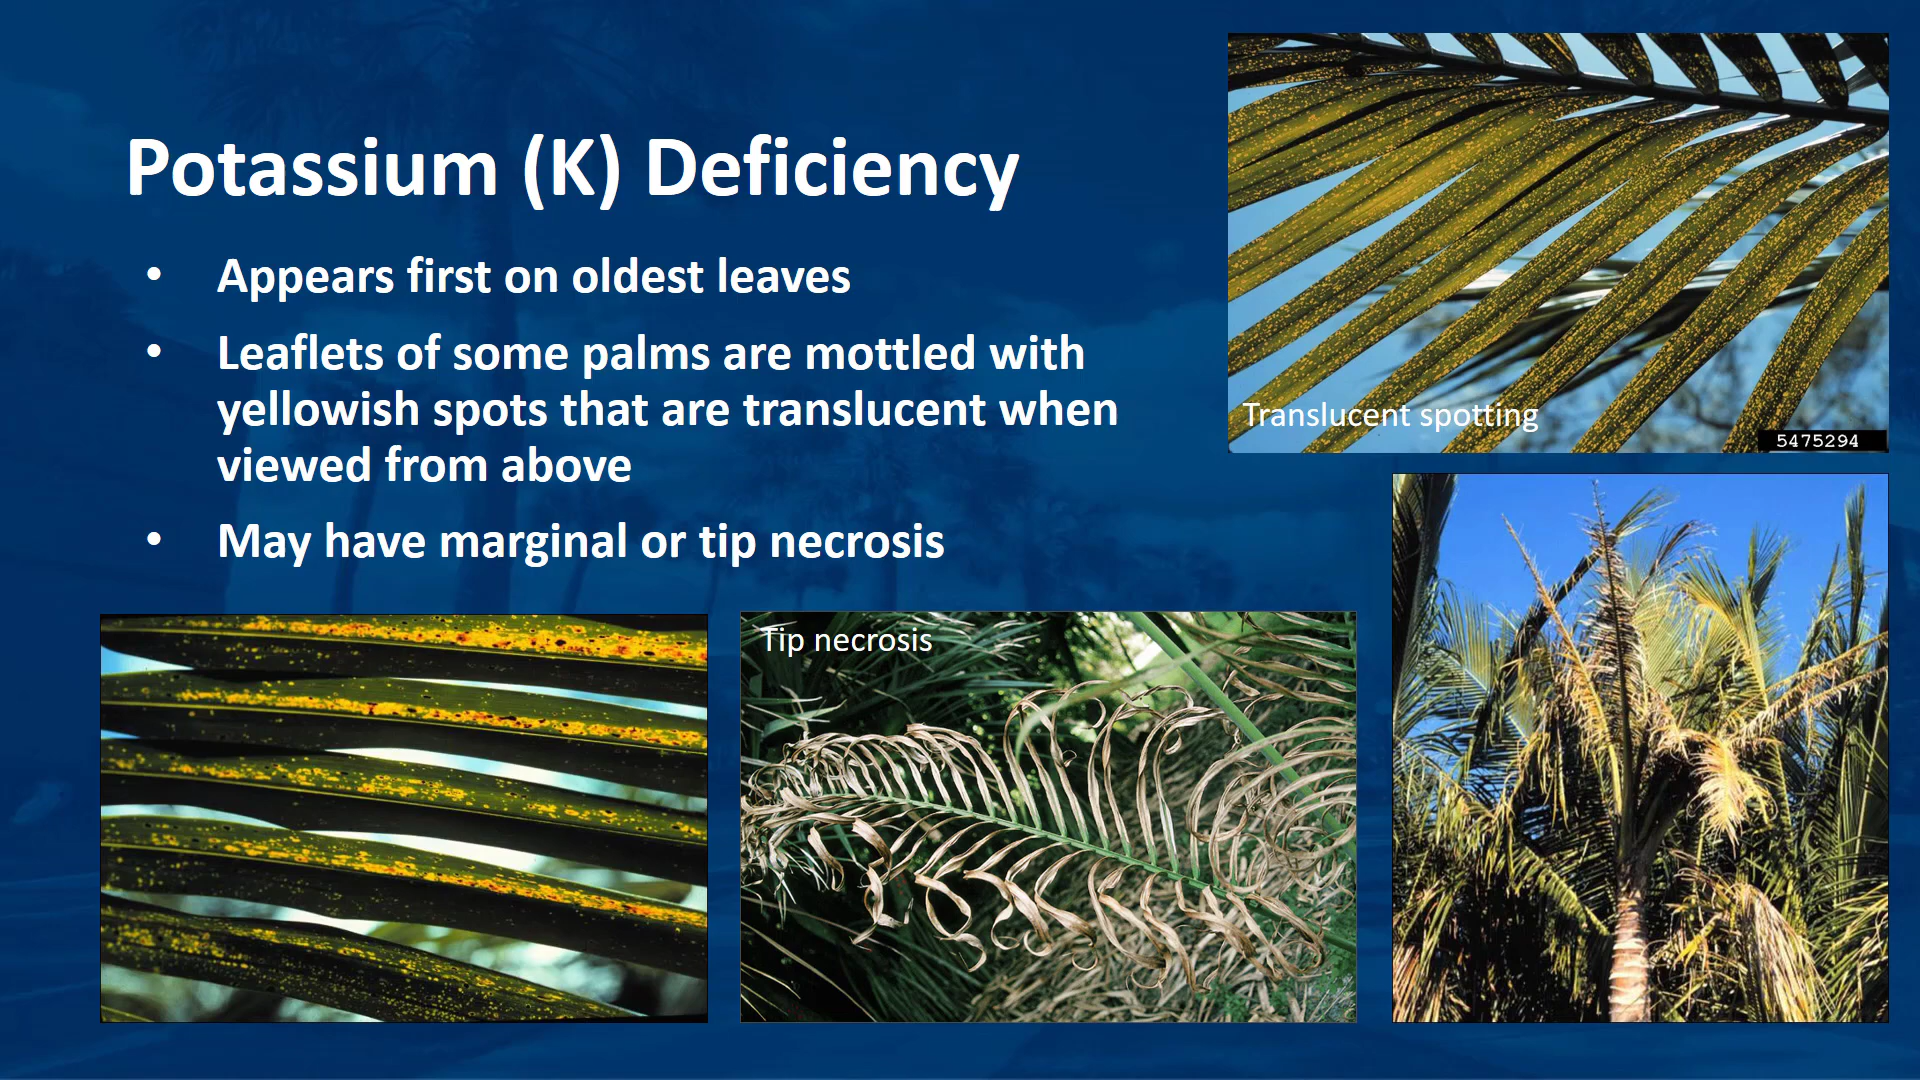 Potassium (K) Deficiency
• Appears first on oldest leaves
• Leaflets of some palms are mottled with
yellowish spots that are translucent when
viewed from above
• May have marginal or tip necrosis
Translucent spotting
5475294
Tip necrosis